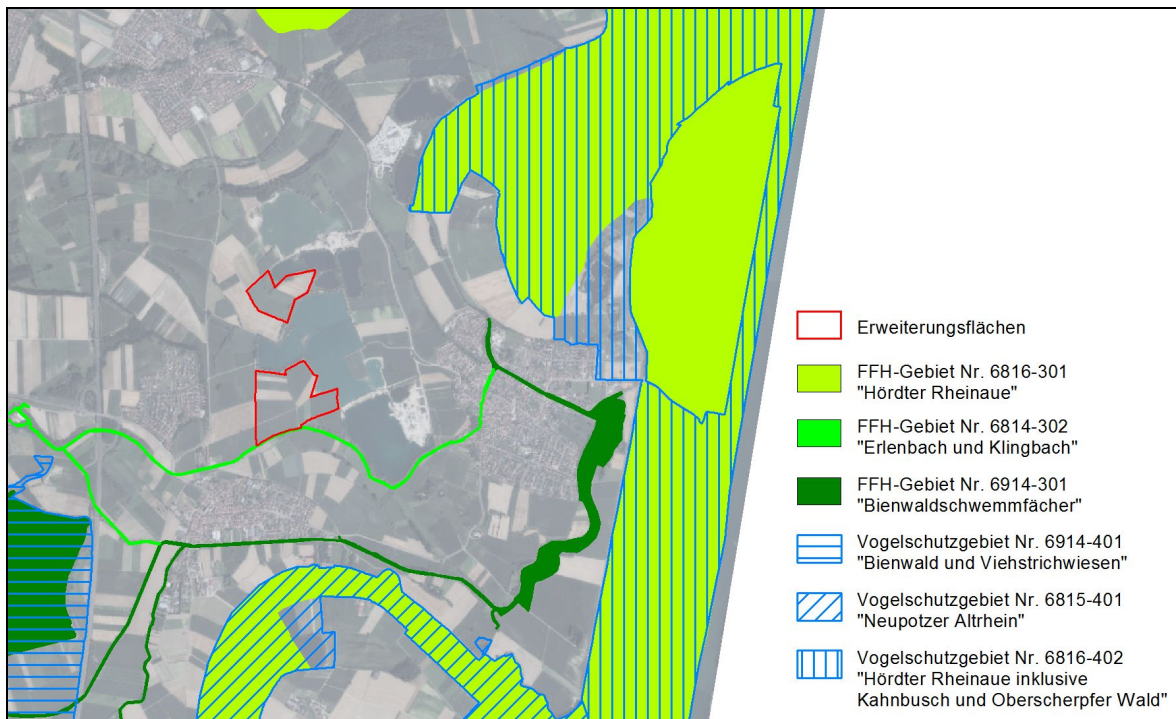 Erweiterungsflächen
FFH-Gebiet Nr. 6816-301
"Hördter Rheinaue"
FFH-Gebiet Nr. 6814-302
"Erlenbach und Klingbach"
FFH-Gebiet Nr. 6914-301
"Bienwaldschwemmfächer"
Vogelschutzgebiet Nr. 6914-401
"Bienwald und Viehstrichwiesen"
Vogelschutzgebiet Nr. 6815-401
"Neupotzer Altrhein"
Vogelschutzgebiet Nr. 6816-402
"Hördter Rheinaue inklusive
Kahnbusch und Oberscherpfer Wald"